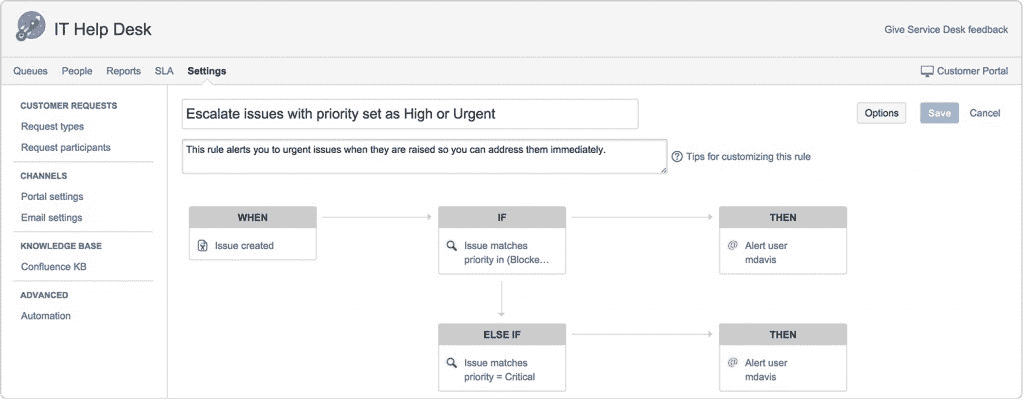 IT Help Desk
Give Service Desk feedback
Queues People Reports SLA Settings
Customer Portal
CUSTOMER REQUESTS
Request types
Request participants
CHANNELS
Portal settings
Email settings
KNOWLEDGE BASE
Confluence KB
ADVANCED
Automation
Escalate issues with priority set as High or Urgent
Options Save Cancel
This rule alerts you to urgent issues when they are raised so you can address them immediately.
? Tips for customizing this rule
WHEN
Issue created
IF
Issue matches
priority in (Blocke...
THEN
@ Alert user
mdavis
ELSE IF
Issue matches
priority = Critical
THEN
@ Alert user
mdavis